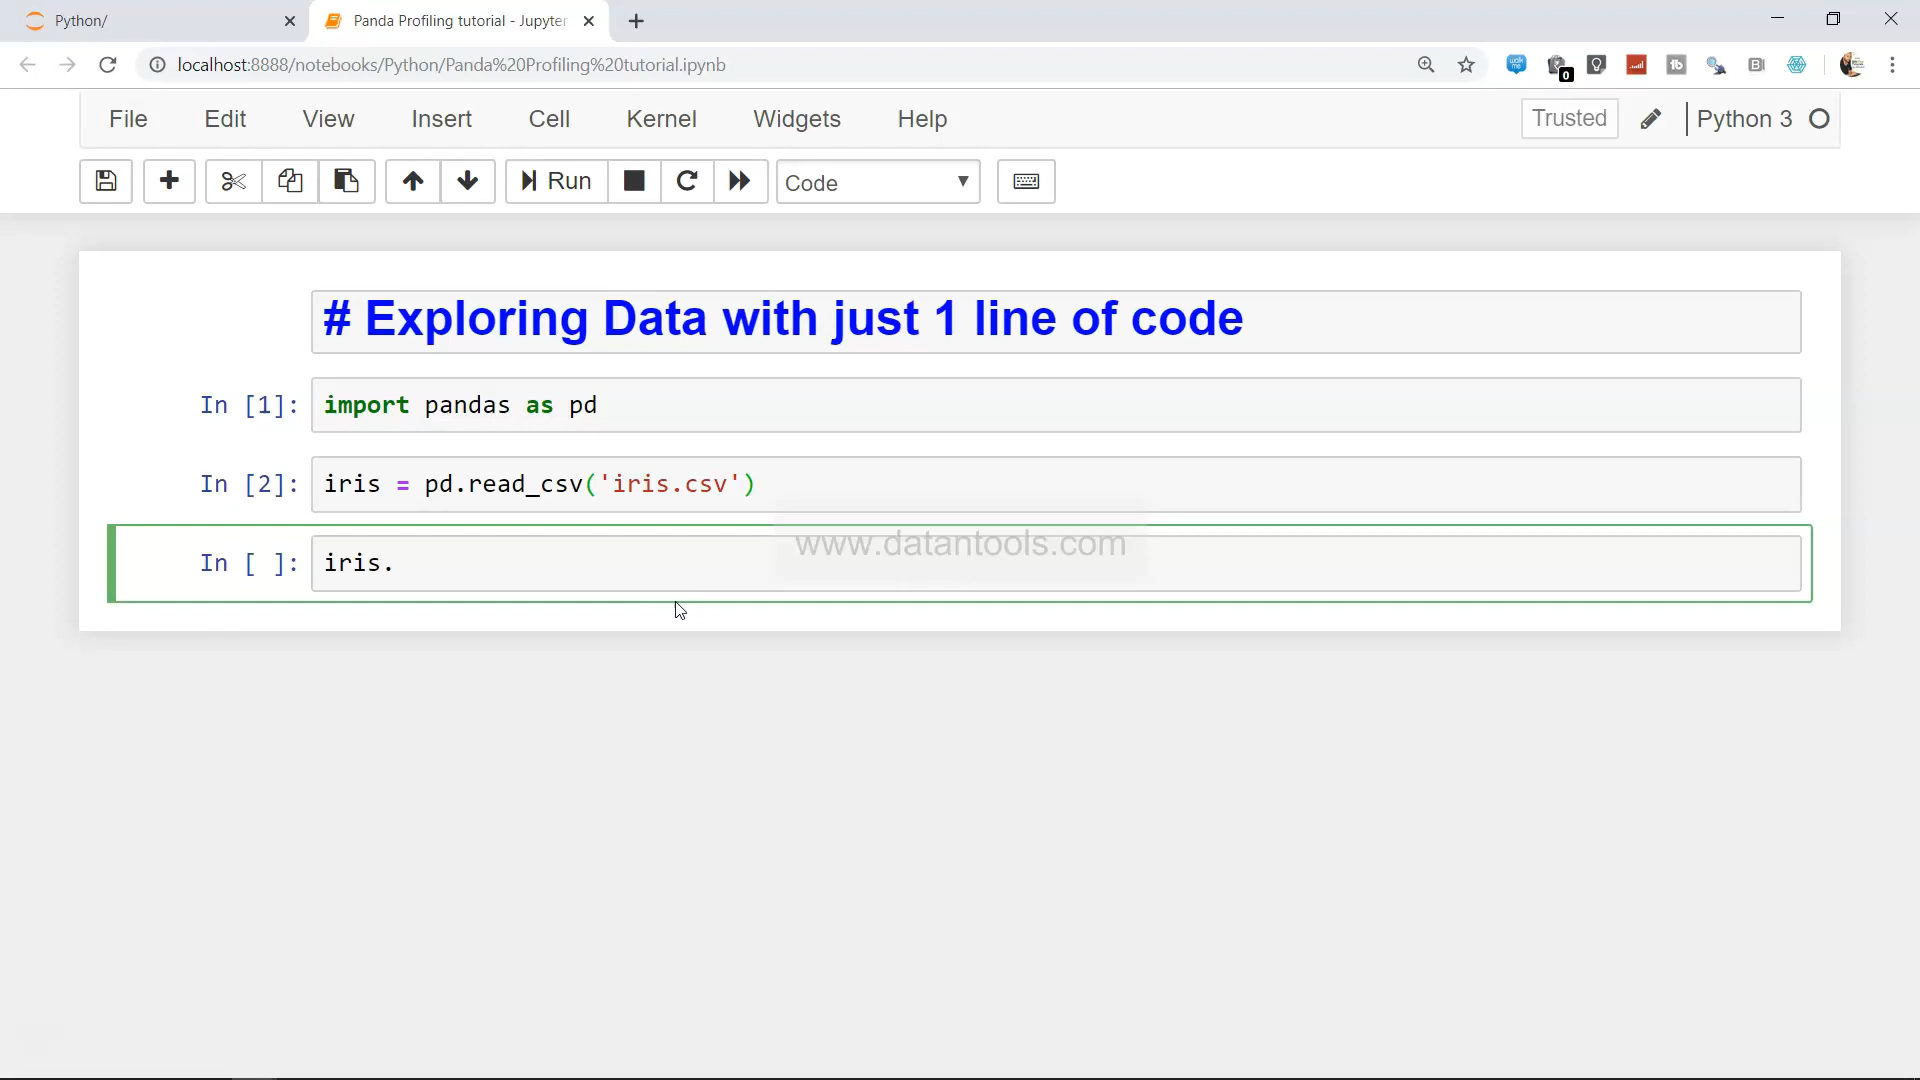 Python/
Panda Profiling tutorial - Jupyter
localhost:8888/notebooks/Python/Panda%20Profiling%20tutorial.ipynb
0
File Edit View Insert Cell Kernel Widgets Help Trusted Python 3
Run Code
# Exploring Data with just 1 line of code
In [1]: import pandas as pd
In [2]: iris = pd.read_csv('iris.csv')
www.datantools.com
In [ ]: iris.